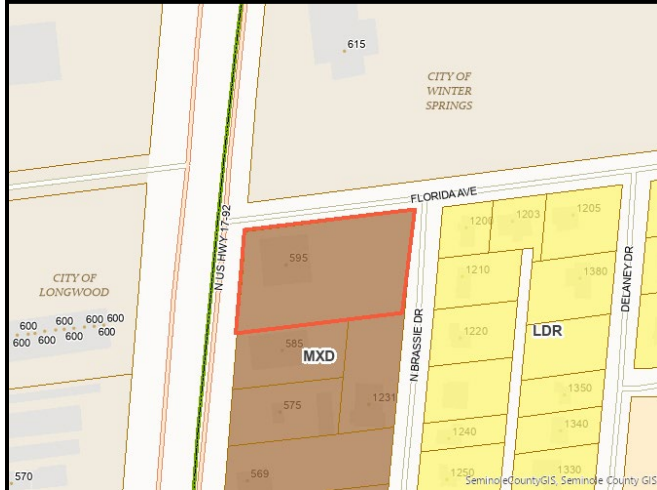 615
CITY OF
WINTER
SPRINGS
FLORIDA AVE
N US HWY 17-92
595
1200
1203
1205
1210
1380
DELANEY DR
CITY OF
LONGWOOD
600 600 600 600
600 600 600 600
585
MXD
N BRASSIE DR
1220
LDR
575
1231
1350
1240
1340
570
569
1250
1330
SeminoleCountyGIS, Seminole County GIS